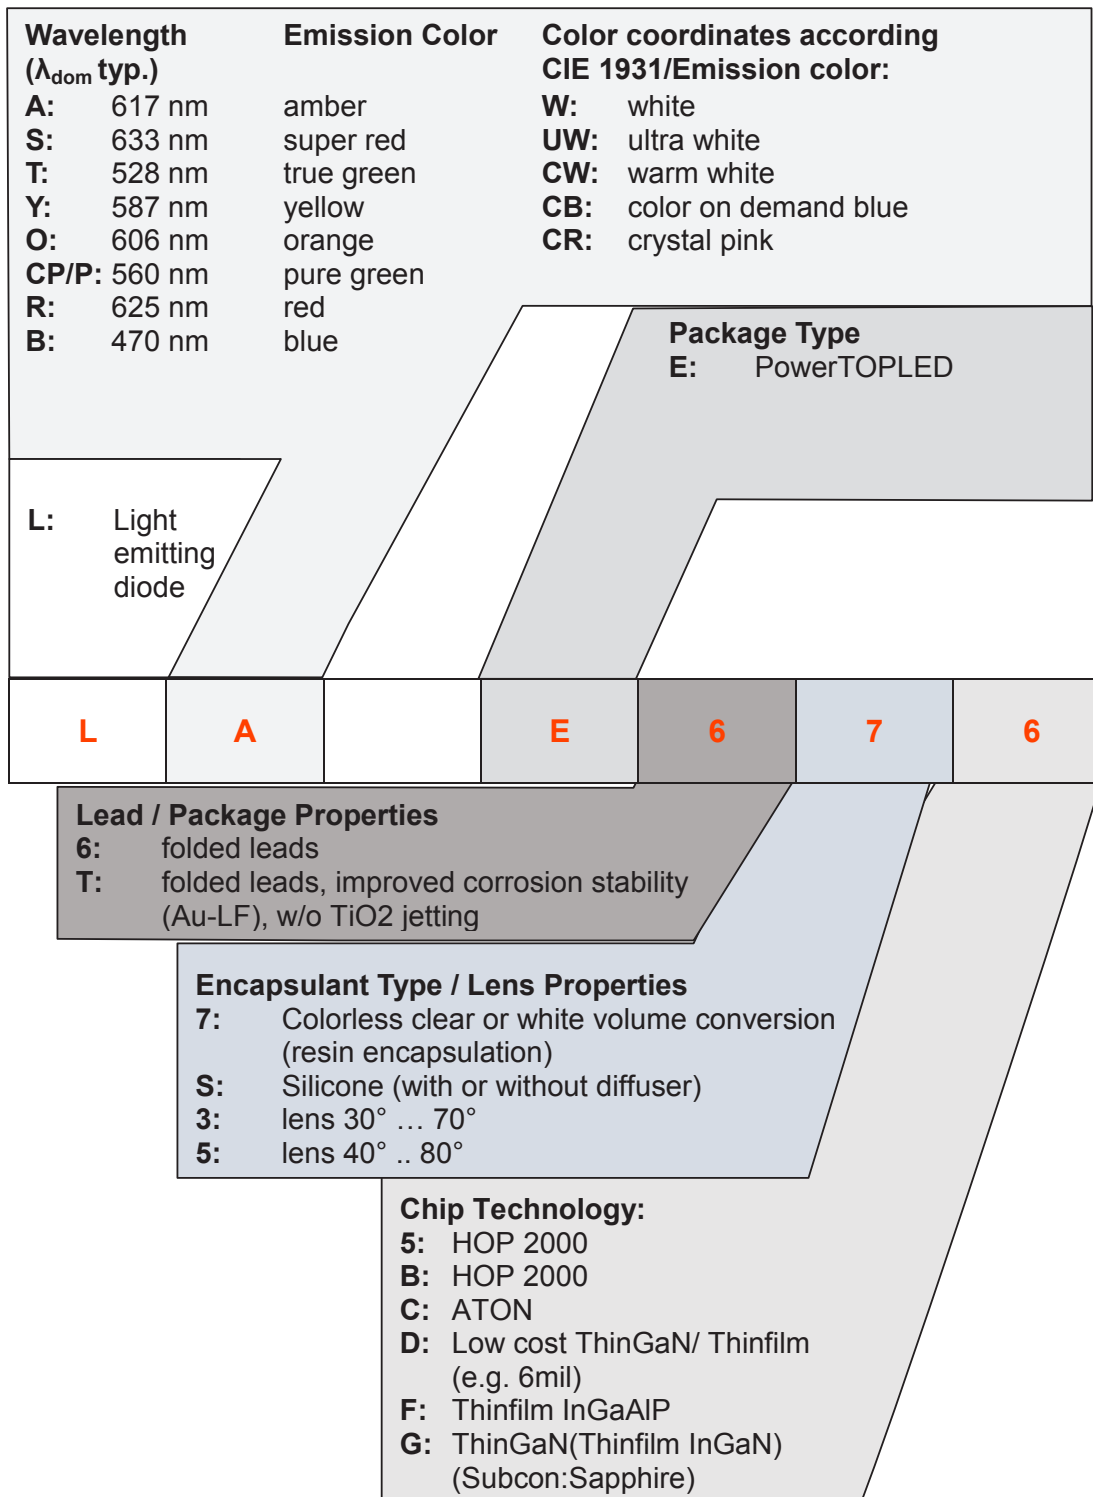 Wavelength Emission Color Color coordinates according
(λdom typ.) CIE 1931/Emission color:
A: 617 nm amber W: white
S: 633 nm super red UW: ultra white
T: 528 nm true green CW: warm white
Y: 587 nm yellow CB: color on demand blue
O: 606 nm orange CR: crystal pink
CP/P: 560 nm pure green
R: 625 nm red
B: 470 nm blue
Package Type
E: PowerTOPLED
L: Light
emitting
diode
L A E 6 7 6
Lead / Package Properties
6: folded leads
T: folded leads, improved corrosion stability
(Au-LF), w/o TiO2 jetting
Encapsulant Type / Lens Properties
7: Colorless clear or white volume conversion
(resin encapsulation)
S: Silicone (with or without diffuser)
3: lens 30° … 70°
5: lens 40° .. 80°
Chip Technology:
5: HOP 2000
B: HOP 2000
C: ATON
D: Low cost ThinGaN/ Thinfilm
(e.g. 6mil)
F: Thinfilm InGaAlP
G: ThinGaN(Thinfilm InGaN)
(Subcon:Sapphire)